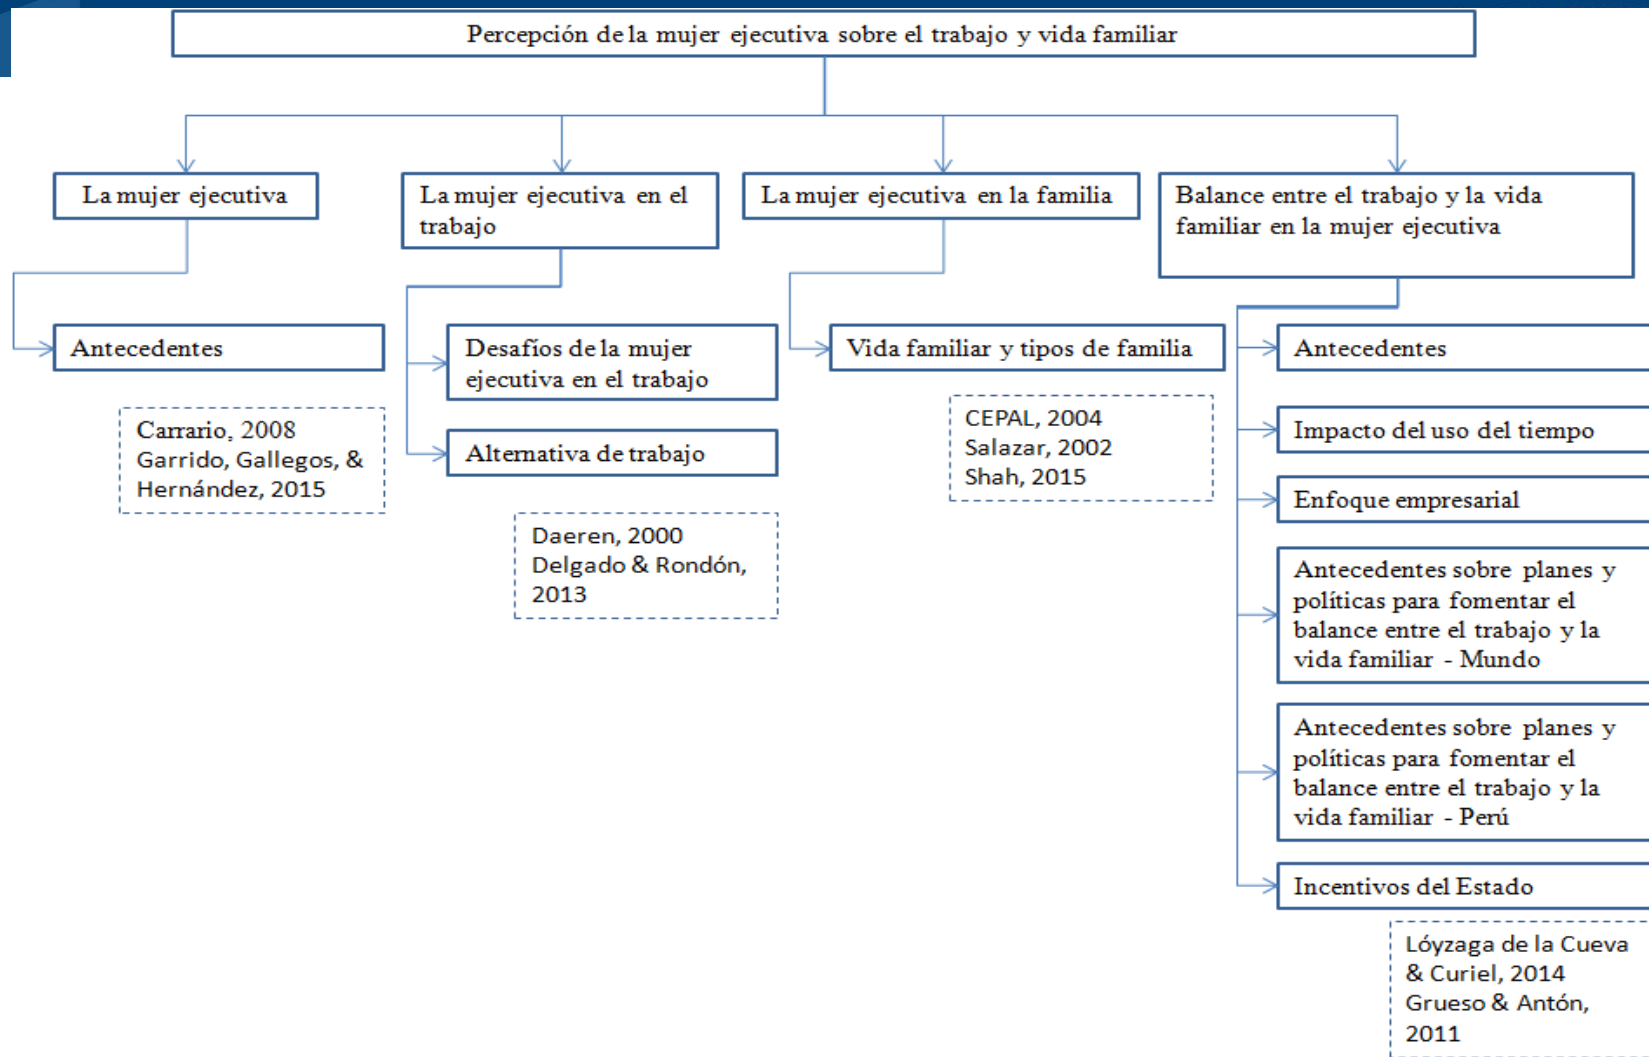 Percepción de la mujer ejecutiva sobre el trabajo y vida familiar
La mujer ejecutiva
Antecedentes
Carrario, 2008
Garrido, Gallegos, &
Hernández, 2015
La mujer ejecutiva en el
trabajo
Desafíos de la mujer
ejecutiva en el trabajo
Alternativa de trabajo
Daeren, 2000
Delgado & Rondón,
2013
La mujer ejecutiva en la familia
Vida familiar y tipos de familia
CEPAL, 2004
Salazar, 2002
Shah, 2015
Balance entre el trabajo y la vida
familiar en la mujer ejecutiva
Antecedentes
Impacto del uso del tiempo
Enfoque empresarial
Antecedentes sobre planes y
políticas para fomentar el
balance entre el trabajo y la
vida familiar - Mundo
Antecedentes sobre planes y
políticas para fomentar el
balance entre el trabajo y la
vida familiar - Perú
Incentivos del Estado
Lóyzaga de la Cueva
& Curiel, 2014
Grueso & Antón,
2011